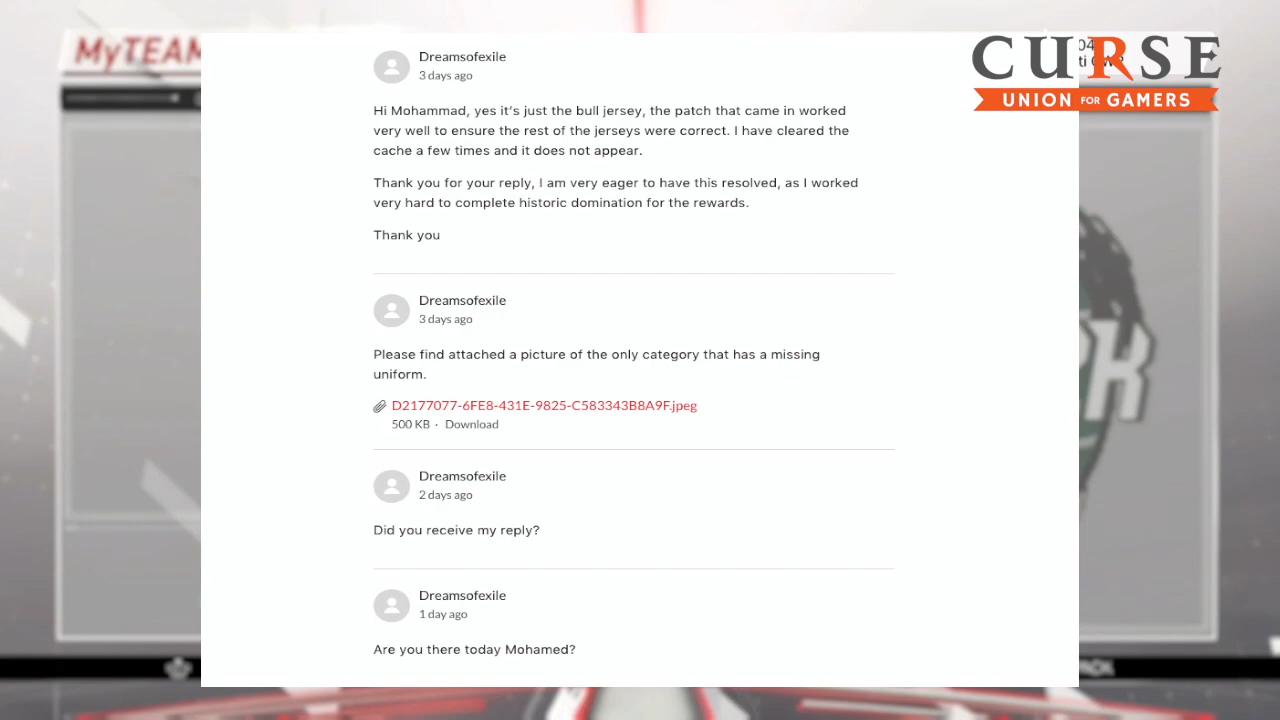 MyTEAM
CURSE
UNION FOR GAMERS
Dreamsofexile
3 days ago
Hi Mohammad, yes it's just the bull jersey, the patch that came in worked
very well to ensure the rest of the jerseys were correct. I have cleared the
cache a few times and it does not appear.
Thank you for your reply, I am very eager to have this resolved, as I worked
very hard to complete historic domination for the rewards.
Thank you
Dreamsofexile
3 days ago
Please find attached a picture of the only category that has a missing
uniform.
D2177077-6FE8-431E-9825-C583343B8A9F.jpeg
500 KB · Download
Dreamsofexile
2 days ago
Did you receive my reply?
Dreamsofexile
1 day ago
Are you there today Mohamed?